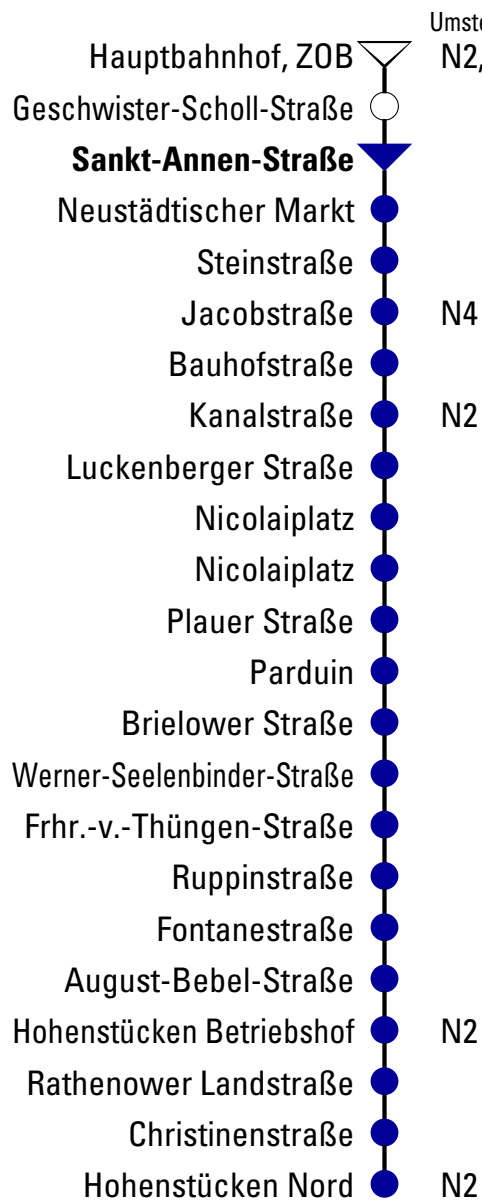 Umst
Hauptbahnhof, ZOB N2,
Geschwister-Scholl-Straße
Sankt-Annen-Straße
Neustädtischer Markt
Steinstraße
Jacobstraße N4
Bauhofstraße
Kanalstraße N2
Luckenberger Straße
Nicolaiplatz
Nicolaiplatz
Plauer Straße
Parduin
Brielower Straße
Werner-Seelenbinder-Straße
Frhr.-v.-Thüngen-Straße
Ruppinstraße
Fontanestraße
August-Bebel-Straße
Hohenstücken Betriebshof N2
Rathenower Landstraße
Christinenstraße
Hohenstücken Nord N2